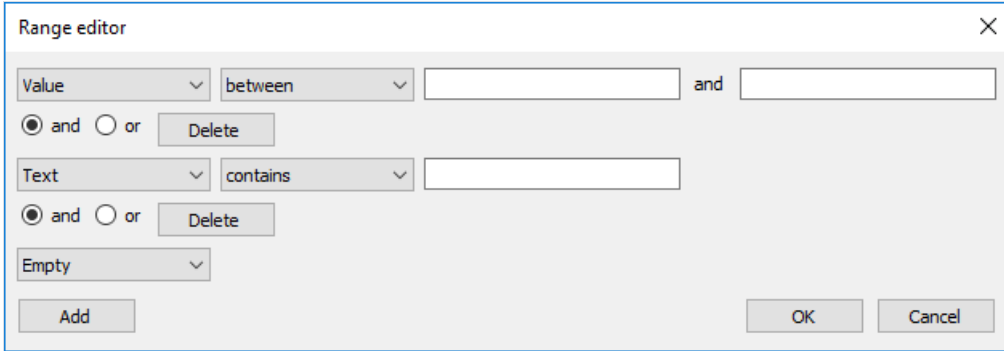 Range editor
Value between and
and or Delete
Text contains
and or Delete
Empty
Add OK Cancel